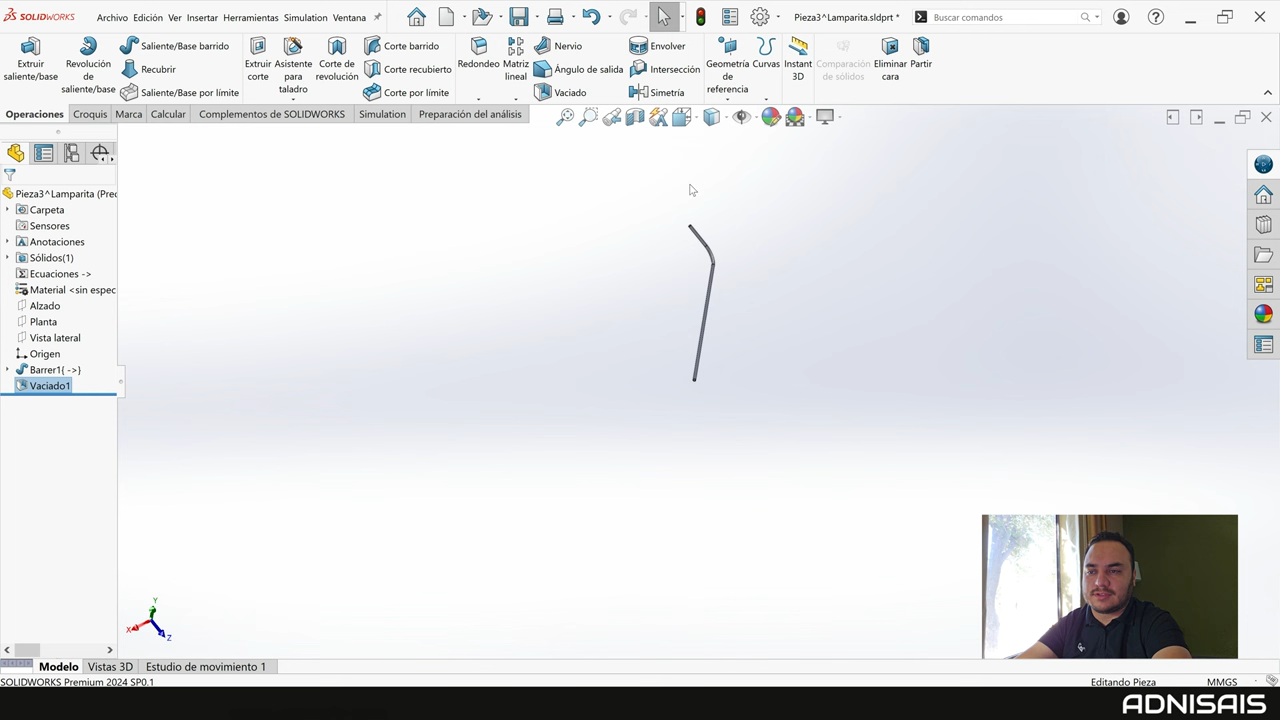 SOLIDWORKS
Archivo Edición Ver Insertar Herramientas Simulation Ventana
Pieza3^Lamparita.sldprt *
Buscar comandos
Extruir saliente/base
Revolución de saliente/base
Saliente/Base barrido
Recubrir
Saliente/Base por límite
Extruir corte
Asistente para taladro
Corte de revolución
Corte barrido
Corte recubierto
Corte por límite
Redondeo
Matriz lineal
Nervio
Ángulo de salida
Vaciado
Envolver
Intersección
Simetría
Geometría de referencia
Curvas
Instant 3D
Comparación de sólidos
Eliminar cara
Partir
Operaciones Croquis Marca Calcular Complementos de SOLIDWORKS Simulation Preparación del análisis
Pieza3^Lamparita (Prec
Carpeta
Sensores
Anotaciones
Sólidos(1)
Ecuaciones ->
Material <sin espec
Alzado
Planta
Vista lateral
Origen
Barrer1{ ->}
Vaciado1
Y
X
Z
Modelo Vistas 3D Estudio de movimiento 1
SOLIDWORKS Premium 2024 SP0.1
Editando Pieza
MMGS
ADNISAIS